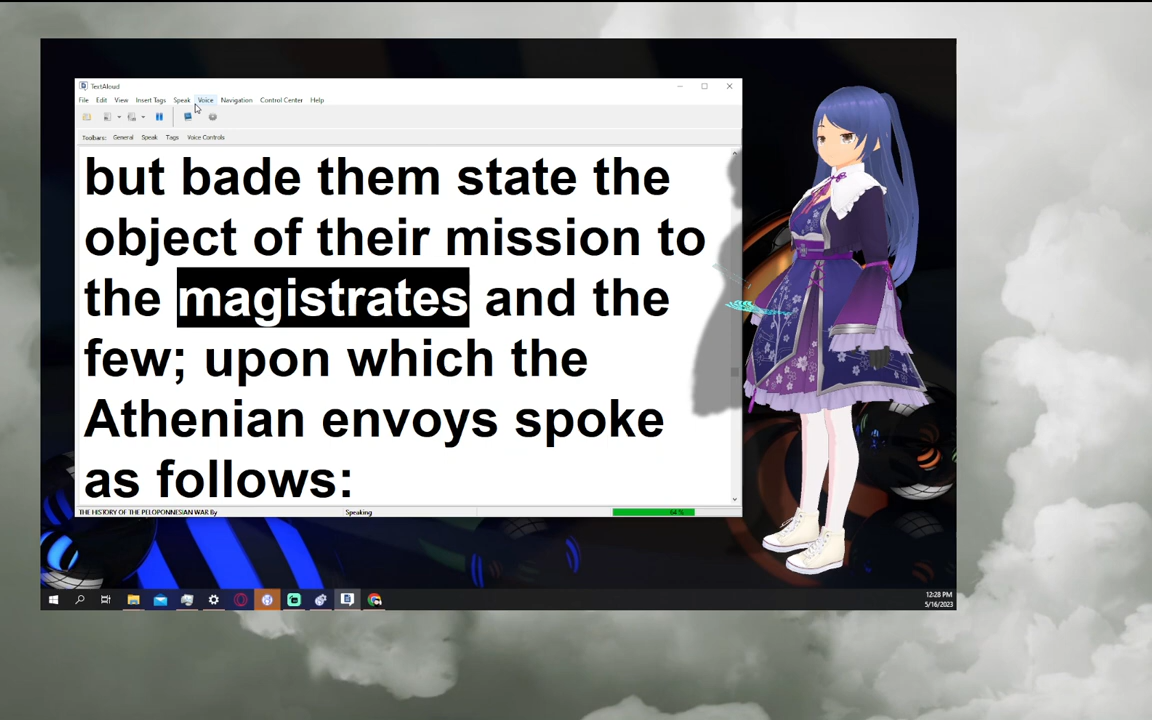 TextAloud
File Edit View Insert Tags Speak Voice Navigation Control Center Help
Toolbars: General Speak Tags Voice Controls
but bade them state the
object of their mission to
the magistrates and the
few; upon which the
Athenian envoys spoke
as follows:
THE HISTORY OF THE PELOPONNESIAN WAR By Speaking 64 %
12:28 PM
5/16/2023